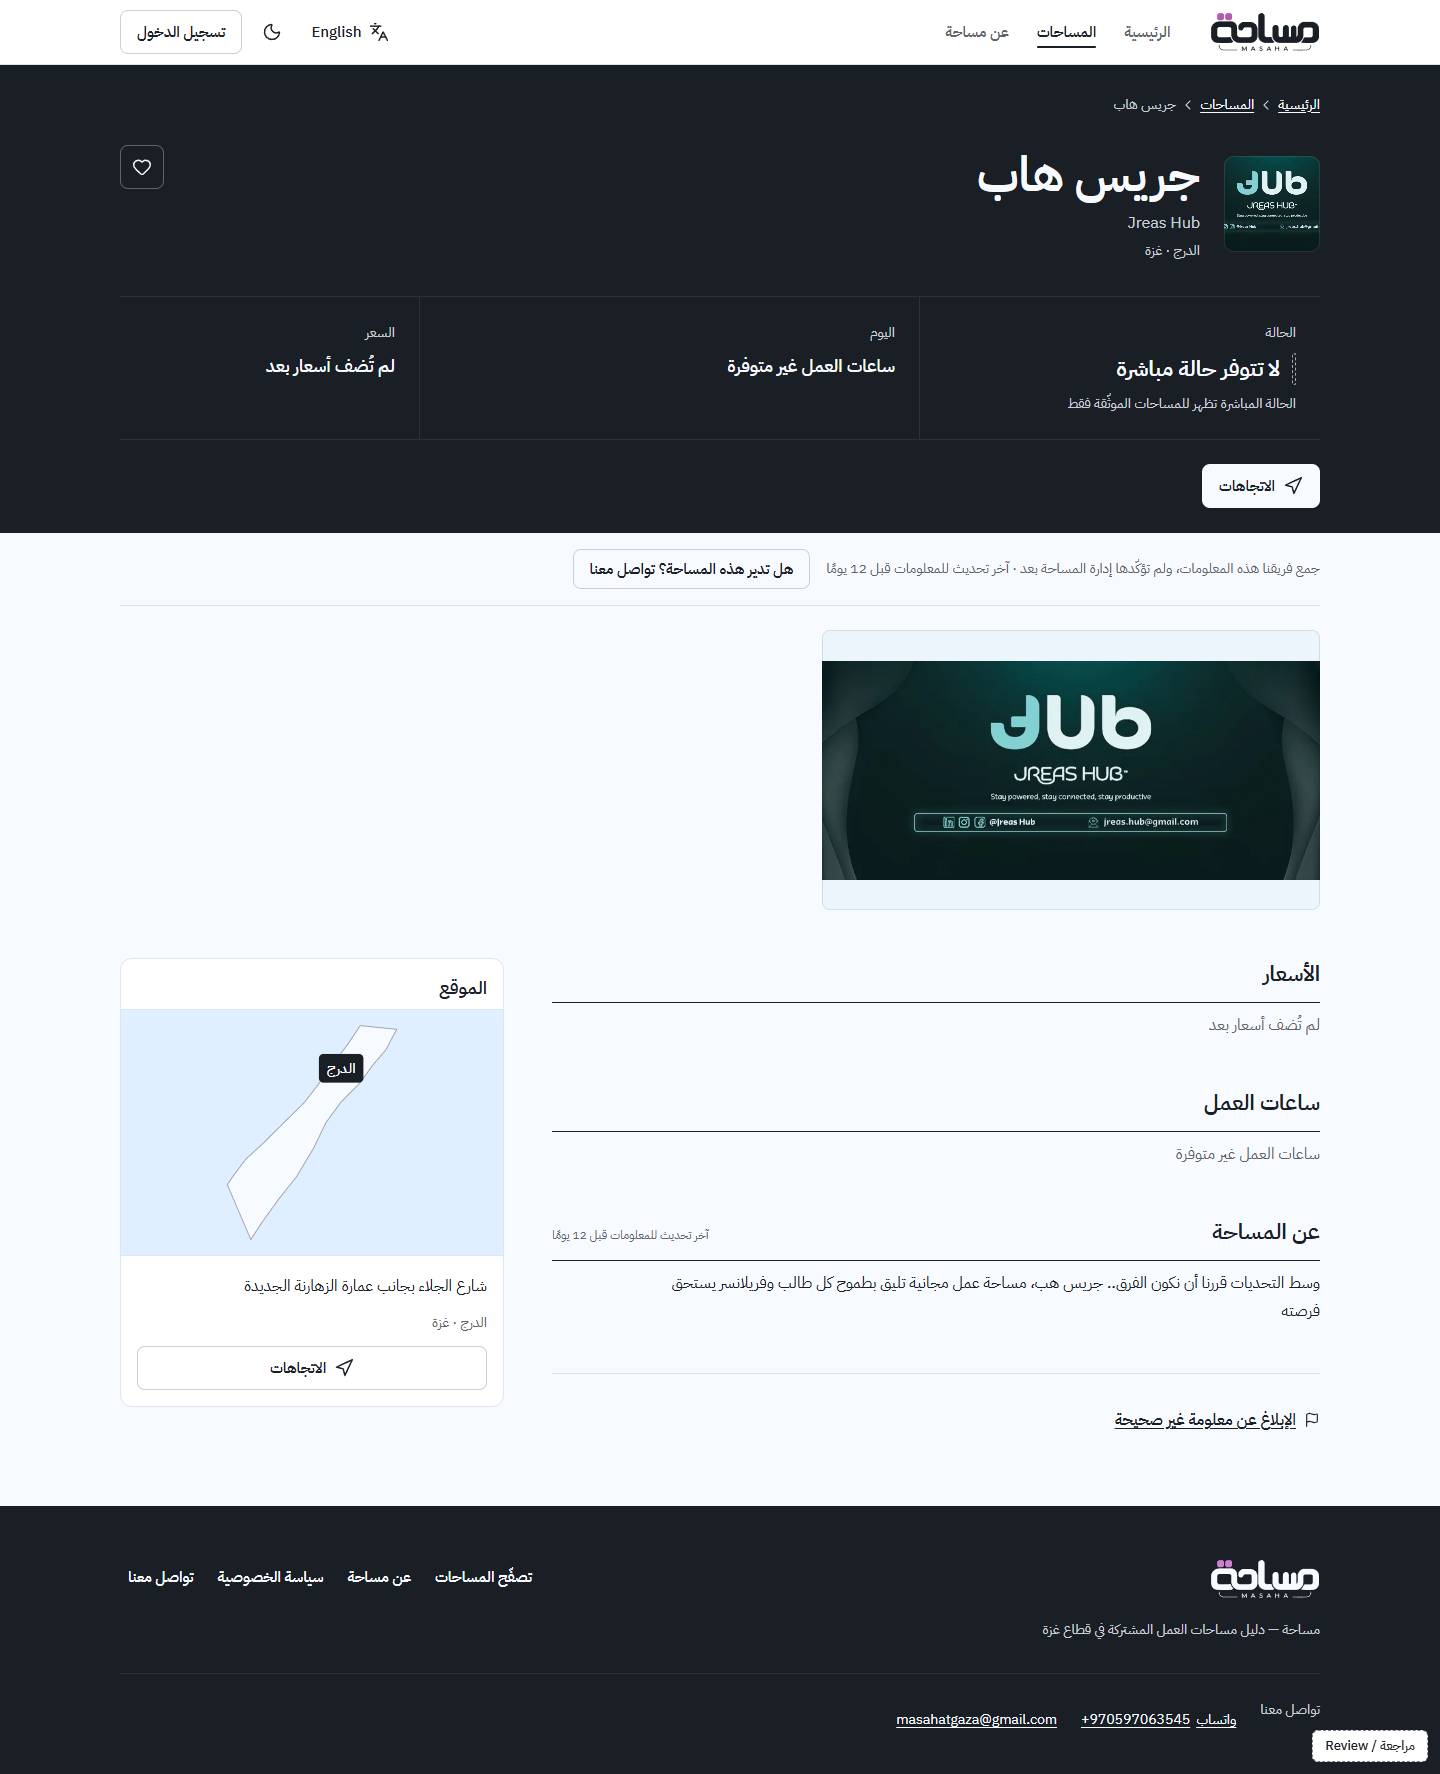 مساحة
MASAHA
الرئيسية
المساحات
عن مساحة
English
تسجيل الدخول
الرئيسية › المساحات › جريس هاب
JUb
JREAS HUB
جريس هاب
Jreas Hub
الدرج · غزة
الحالة
لا تتوفر حالة مباشرة
الحالة المباشرة تظهر للمساحات الموثّقة فقط
اليوم
ساعات العمل غير متوفرة
السعر
لم تُضف أسعار بعد
الاتجاهات
جمع فريقنا هذه المعلومات، ولم تؤكّدها إدارة المساحة بعد · آخر تحديث للمعلومات قبل 12 يومًا
هل تدير هذه المساحة؟ تواصل معنا
JUb
JREAS HUB
Stay powered, stay connected, stay productive
@Jreas Hub
jreas.hub@gmail.com
الأسعار
لم تُضف أسعار بعد
ساعات العمل
ساعات العمل غير متوفرة
عن المساحة
آخر تحديث للمعلومات قبل 12 يومًا
وسط التحديات قررنا أن نكون الفرق.. جريس هب، مساحة عمل مجانية تليق بطموح كل طالب وفريلانسر يستحق
فرصته
الإبلاغ عن معلومة غير صحيحة
الموقع
الدرج
شارع الجلاء بجانب عمارة الزهارنة الجديدة
الدرج · غزة
الاتجاهات
مساحة
MASAHA
مساحة — دليل مساحات العمل المشتركة في قطاع غزة
تصفّح المساحات
عن مساحة
سياسة الخصوصية
تواصل معنا
تواصل معنا
واتساب +970597063545
masahatgaza@gmail.com
مراجعة / Review